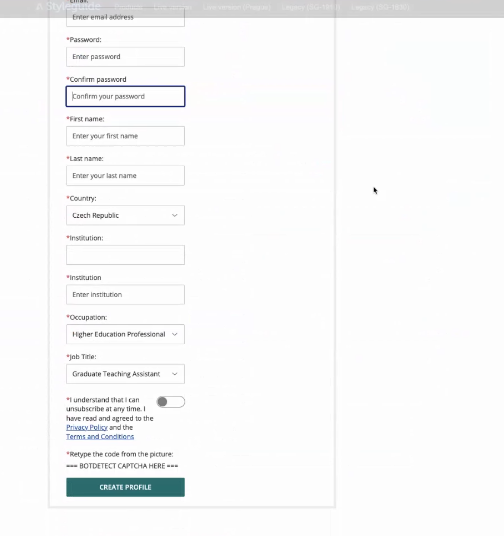 Email:
Enter email address
*Password:
Enter password
*Confirm password
Confirm your password
*First name:
Enter your first name
*Last name:
Enter your last name
*Country:
Czech Republic
*Institution:
*Institution
Enter institution
*Occupation:
Higher Education Professional
*Job Title:
Graduate Teaching Assistant
*I understand that I can
unsubscribe at any time. I
have read and agreed to the
Privacy Policy and the
Terms and Conditions
*Retype the code from the picture:
=== BOTDETECT CAPTCHA HERE ===
CREATE PROFILE